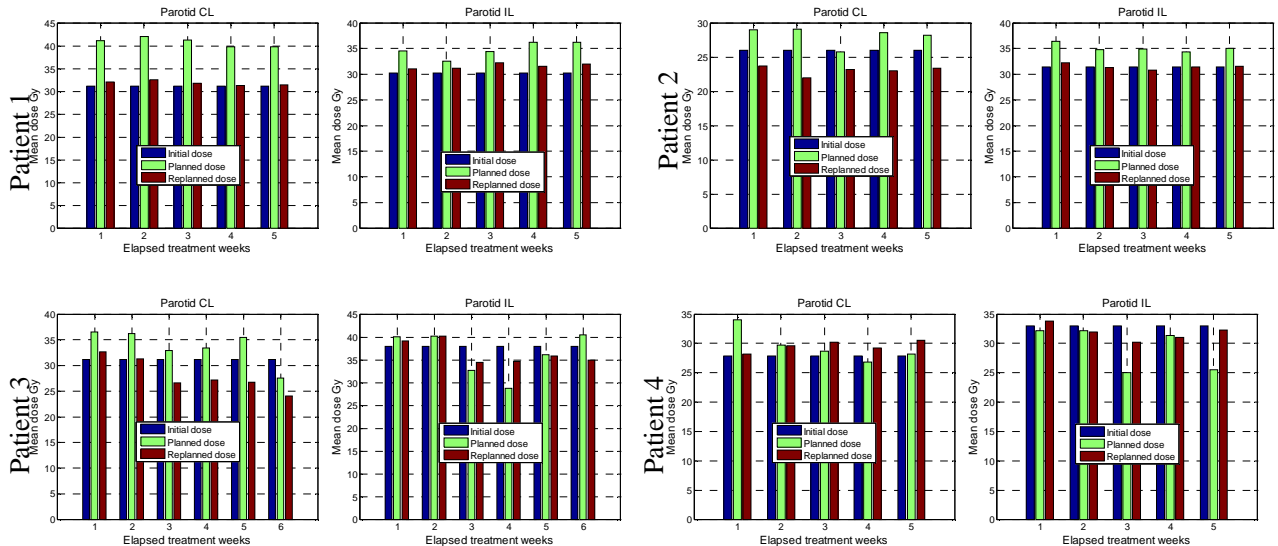 Patient 1
Parotid CL
Mean dose Gy
45
40
35
30
25
20
15
10
5
0
Initial dose
Planned dose
Replanned dose
1 2 3 4 5
Elapsed treatment weeks
Parotid IL
Mean dose Gy
40
35
30
25
20
15
10
5
0
Initial dose
Planned dose
Replanned dose
1 2 3 4 5
Elapsed treatment weeks
Patient 2
Parotid CL
Mean dose Gy
30
25
20
15
10
5
0
Initial dose
Planned dose
Replanned dose
1 2 3 4 5
Elapsed treatment weeks
Parotid IL
Mean dose Gy
40
35
30
25
20
15
10
5
0
Initial dose
Planned dose
Replanned dose
1 2 3 4 5
Elapsed treatment weeks
Patient 3
Parotid CL
Mean dose Gy
40
35
30
25
20
15
10
5
0
Initial dose
Planned dose
Replanned dose
1 2 3 4 5 6
Elapsed treatment weeks
Parotid IL
Mean dose Gy
45
40
35
30
25
20
15
10
5
0
Initial dose
Planned dose
Replanned dose
1 2 3 4 5 6
Elapsed treatment weeks
Patient 4
Parotid CL
Mean dose Gy
35
30
25
20
15
10
5
0
Initial dose
Planned dose
Replanned dose
1 2 3 4 5
Elapsed treatment weeks
Parotid IL
Mean dose Gy
35
30
25
20
15
10
5
0
Initial dose
Planned dose
Replanned dose
1 2 3 4 5
Elapsed treatment weeks